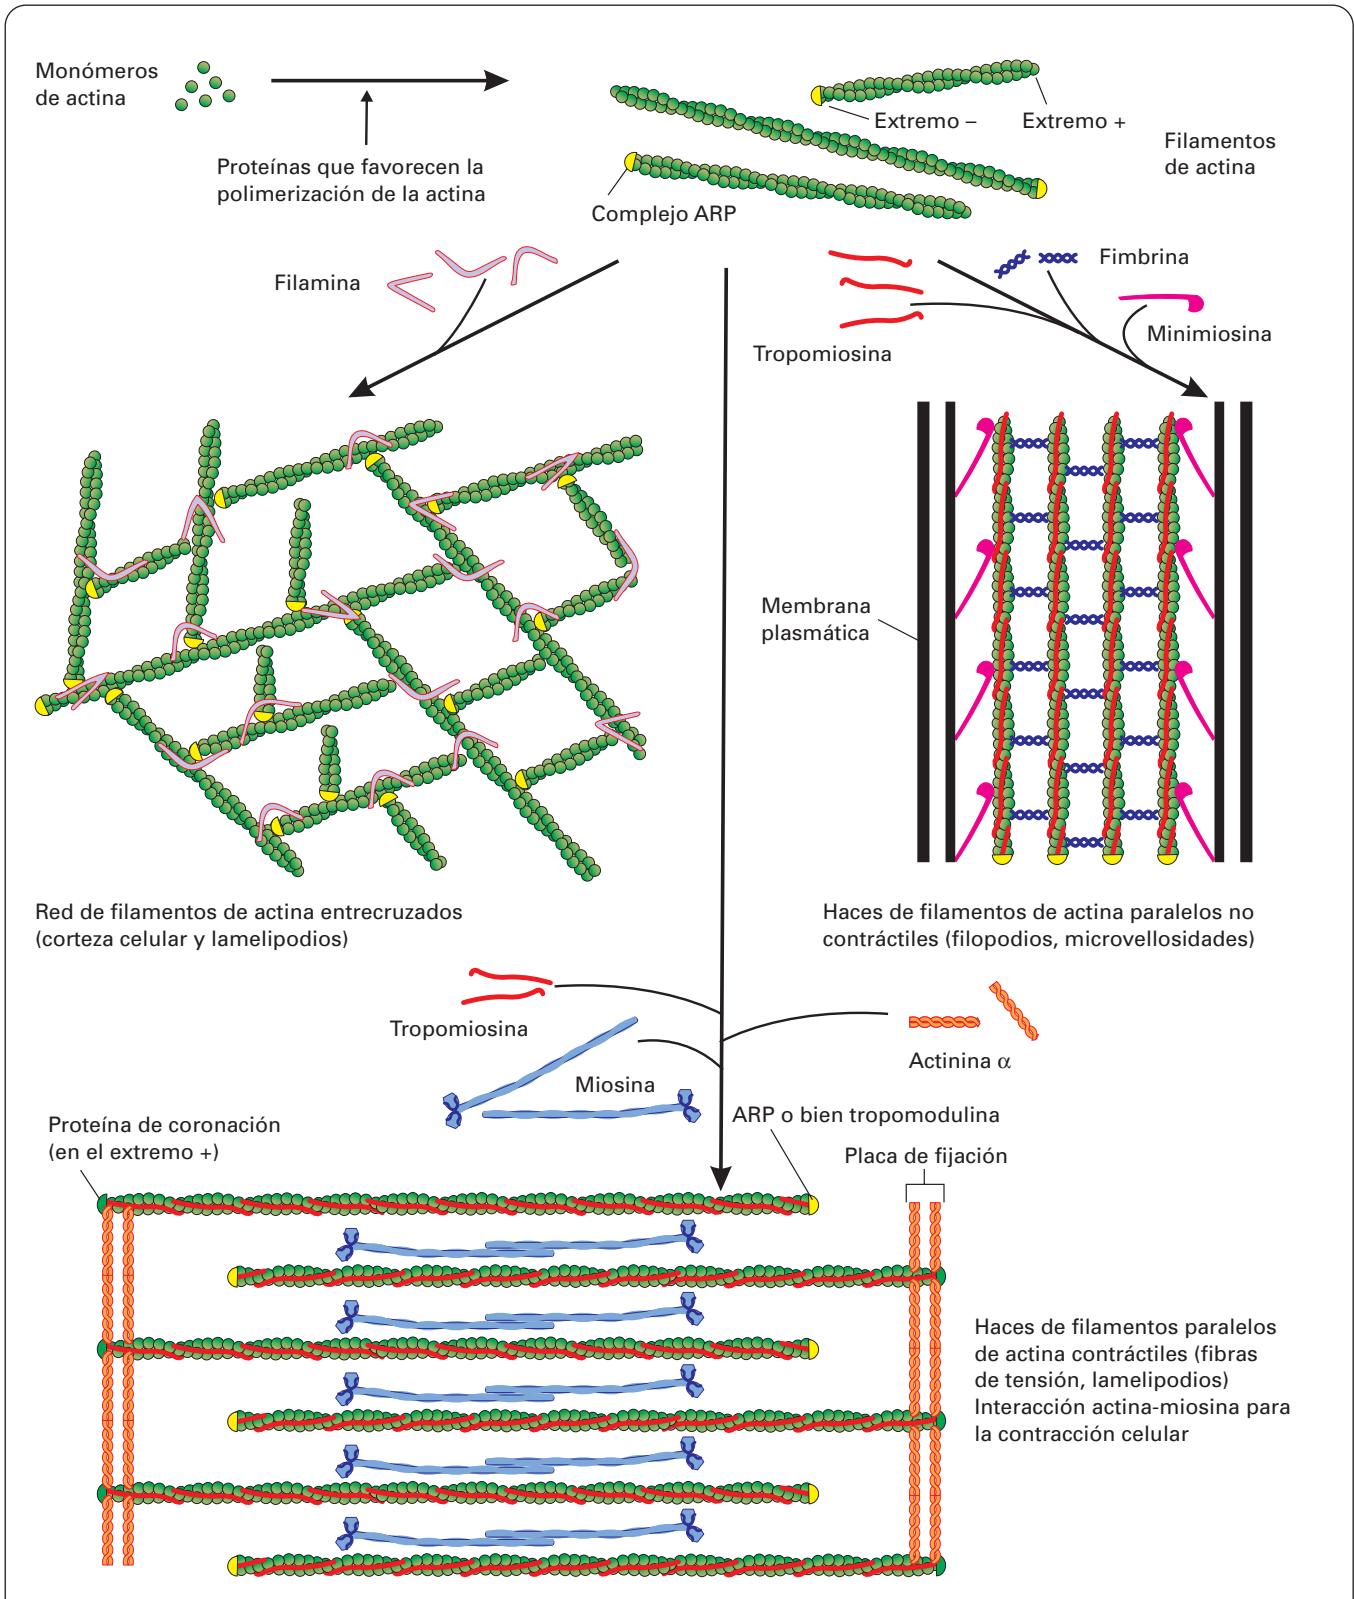 Monómeros
de actina
Proteínas que favorecen la
polimerización de la actina
Extremo –
Extremo +
Filamentos
de actina
Complejo ARP
Filamina
Tropomiosina
Fimbrina
Minimiosina
Membrana
plasmática
Red de filamentos de actina entrecruzados
(corteza celular y lamelipodios)
Haces de filamentos de actina paralelos no
contráctiles (filopodios, microvellosidades)
Tropomiosina
Miosina
Actinina α
Proteína de coronación
(en el extremo +)
ARP o bien tropomodulina
Placa de fijación
Haces de filamentos paralelos
de actina contráctiles (fibras
de tensión, lamelipodios)
Interacción actina-miosina para
la contracción celular